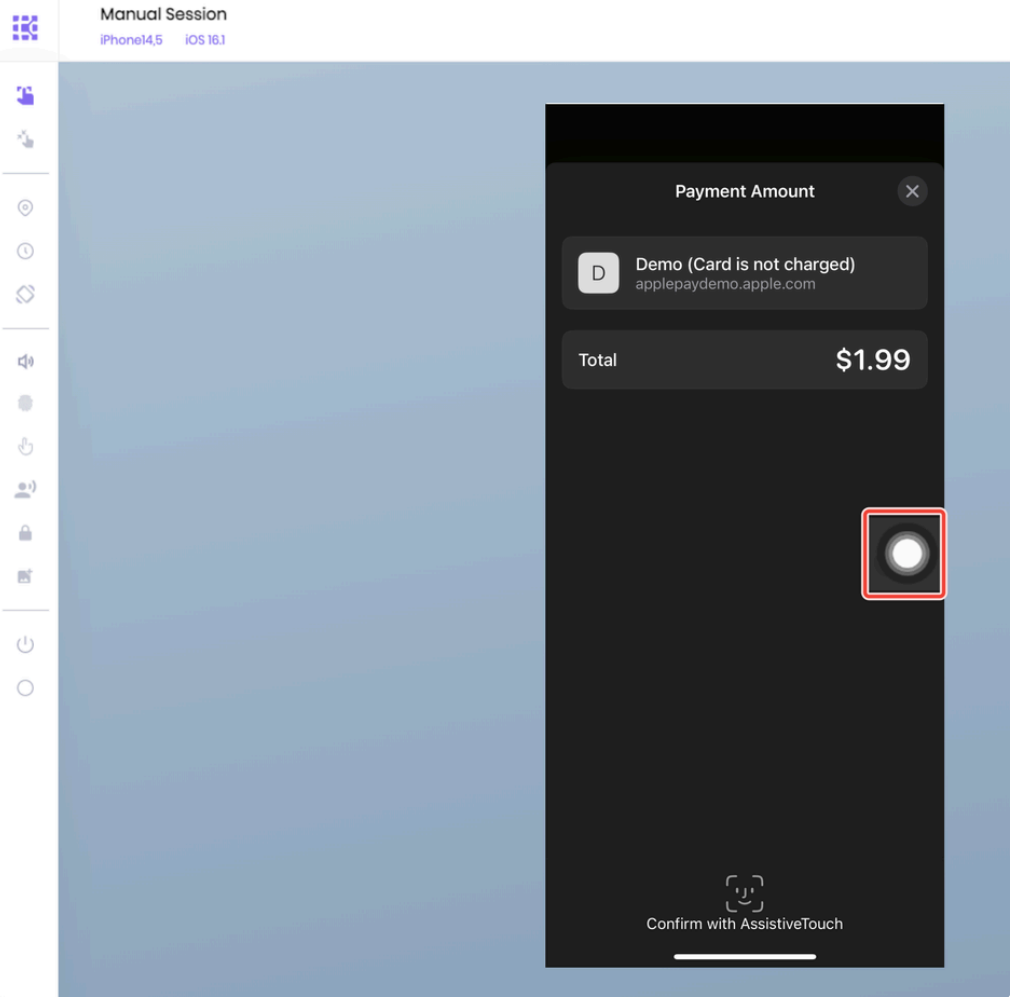 Manual Session
iPhone14,5 iOS 16.1
Payment Amount
D
Demo (Card is not charged)
applepaydemo.apple.com
Total $1.99
Confirm with AssistiveTouch